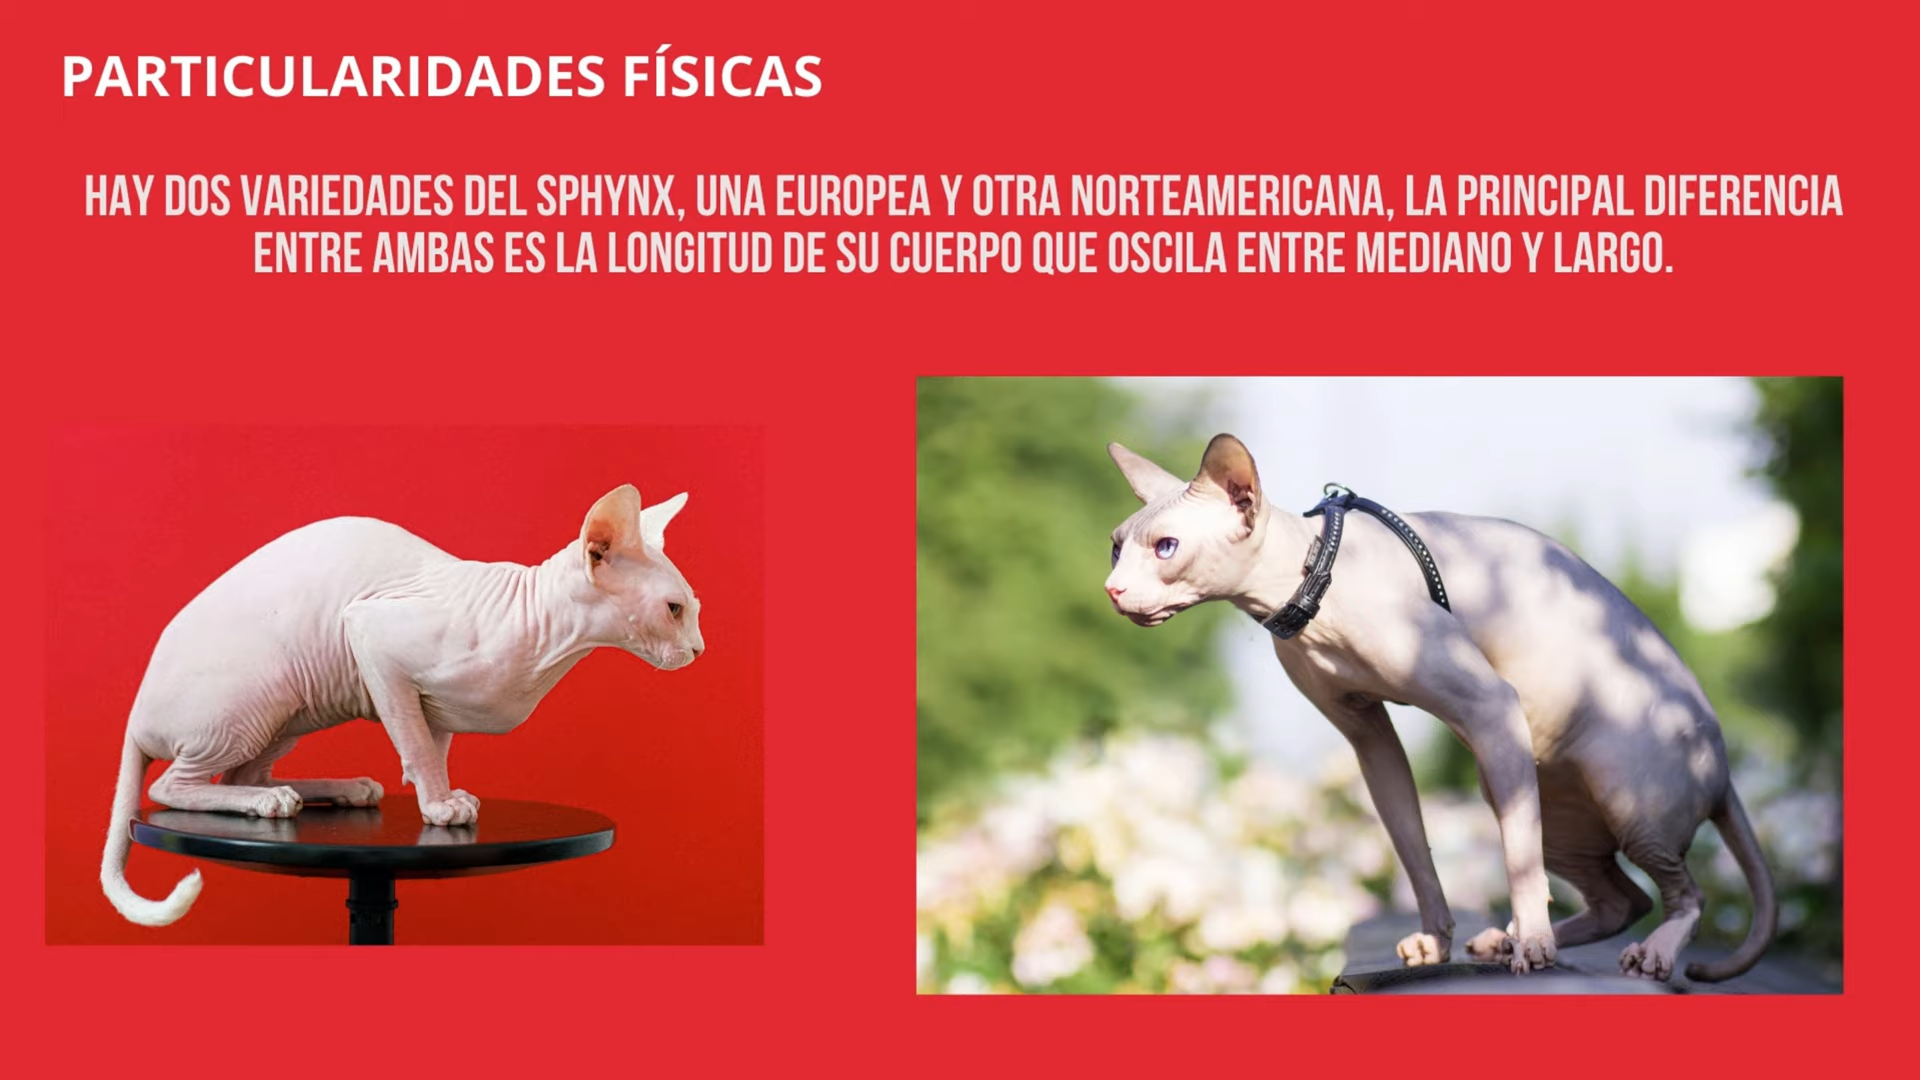 PARTICULARIDADES FÍSICAS
HAY DOS VARIEDADES DEL SPHYNX, UNA EUROPEA Y OTRA NORTEAMERICANA, LA PRINCIPAL DIFERENCIA
ENTRE AMBAS ES LA LONGITUD DE SU CUERPO QUE OSCILA ENTRE MEDIANO Y LARGO.